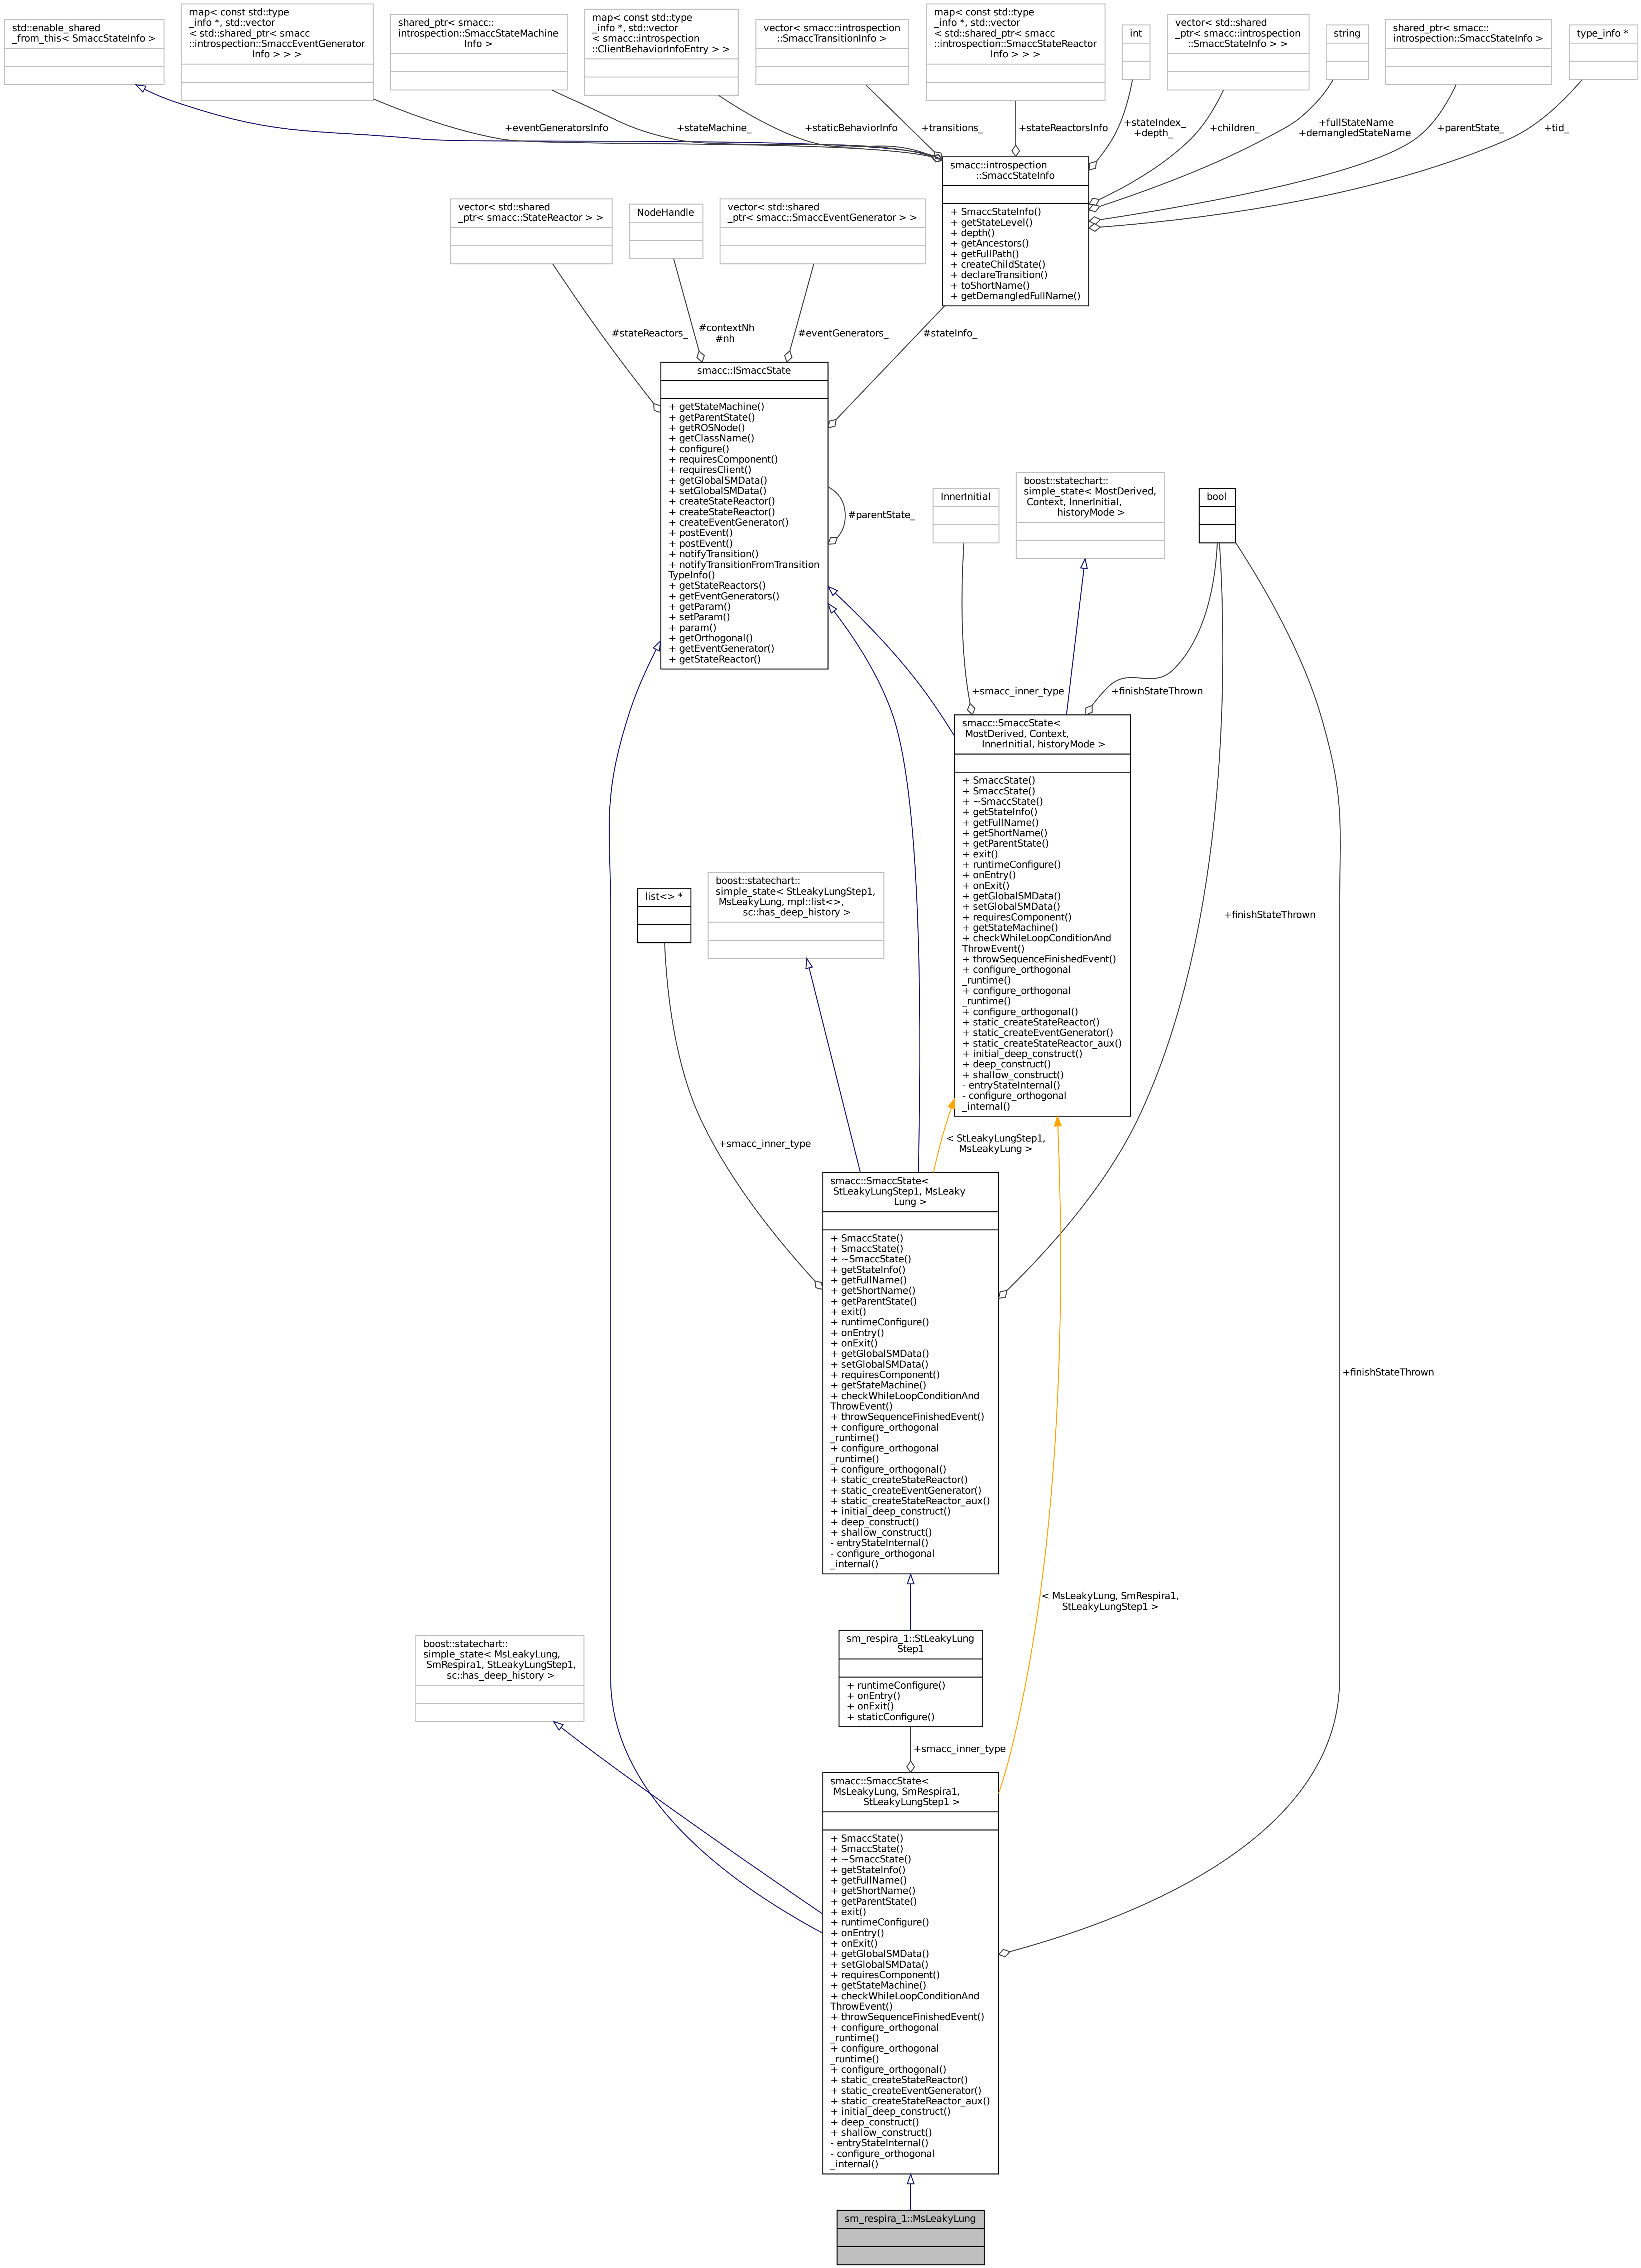 std::enable_shared
_from_this< SmaccStateInfo >
map< const std::type
_info *, std::vector
< std::shared_ptr< smacc
::introspection::SmaccEventGenerator
Info > > >
shared_ptr< smacc::
introspection::SmaccStateMachine
Info >
map< const std::type
_info *, std::vector
< smacc::introspection
::ClientBehaviorInfoEntry > >
vector< smacc::introspection
::SmaccTransitionInfo >
map< const std::type
_info *, std::vector
< std::shared_ptr< smacc
::introspection::SmaccStateReactor
Info > > >
int
vector< std::shared
_ptr< smacc::introspection
::SmaccStateInfo > >
string
shared_ptr< smacc::
introspection::SmaccStateInfo >
type_info *
+eventGeneratorsInfo
+stateMachine_
+staticBehaviorInfo
+transitions_
+stateReactorsInfo
+stateIndex_
+depth_
+children_
+fullStateName
+demangledStateName
+parentState_
+tid_
smacc::introspection
::SmaccStateInfo
+ SmaccStateInfo()
+ getStateLevel()
+ depth()
+ getAncestors()
+ getFullPath()
+ createChildState()
+ declareTransition()
+ toShortName()
+ getDemangledFullName()
vector< std::shared
_ptr< smacc::StateReactor > >
NodeHandle
vector< std::shared
_ptr< smacc::SmaccEventGenerator > >
#stateReactors_
#contextNh
#nh
#eventGenerators_
#stateInfo_
smacc::ISmaccState
+ getStateMachine()
+ getParentState()
+ getROSNode()
+ getClassName()
+ configure()
+ requiresComponent()
+ requiresClient()
+ getGlobalSMData()
+ setGlobalSMData()
+ createStateReactor()
+ createStateReactor()
+ createEventGenerator()
+ postEvent()
+ postEvent()
+ notifyTransition()
+ notifyTransitionFromTransition
TypeInfo()
+ getStateReactors()
+ getEventGenerators()
+ getParam()
+ setParam()
+ param()
+ getOrthogonal()
+ getEventGenerator()
+ getStateReactor()
#parentState_
InnerInitial
boost::statechart::
simple_state< MostDerived,
Context, InnerInitial,
historyMode >
bool
+smacc_inner_type
+finishStateThrown
smacc::SmaccState<
MostDerived, Context,
InnerInitial, historyMode >
+ SmaccState()
+ SmaccState()
+ ~SmaccState()
+ getStateInfo()
+ getFullName()
+ getShortName()
+ getParentState()
+ exit()
+ runtimeConfigure()
+ onEntry()
+ onExit()
+ getGlobalSMData()
+ setGlobalSMData()
+ requiresComponent()
+ getStateMachine()
+ checkWhileLoopConditionAnd
ThrowEvent()
+ throwSequenceFinishedEvent()
+ configure_orthogonal
_runtime()
+ configure_orthogonal
_runtime()
+ configure_orthogonal()
+ static_createStateReactor()
+ static_createEventGenerator()
+ static_createStateReactor_aux()
+ initial_deep_construct()
+ deep_construct()
+ shallow_construct()
- entryStateInternal()
- configure_orthogonal
_internal()
list<> *
boost::statechart::
simple_state< StLeakyLungStep1,
MsLeakyLung, mpl::list<>,
sc::has_deep_history >
+finishStateThrown
+smacc_inner_type
< StLeakyLungStep1,
MsLeakyLung >
smacc::SmaccState<
StLeakyLungStep1, MsLeaky
Lung >
+ SmaccState()
+ SmaccState()
+ ~SmaccState()
+ getStateInfo()
+ getFullName()
+ getShortName()
+ getParentState()
+ exit()
+ runtimeConfigure()
+ onEntry()
+ onExit()
+ getGlobalSMData()
+ setGlobalSMData()
+ requiresComponent()
+ getStateMachine()
+ checkWhileLoopConditionAnd
ThrowEvent()
+ throwSequenceFinishedEvent()
+ configure_orthogonal
_runtime()
+ configure_orthogonal
_runtime()
+ configure_orthogonal()
+ static_createStateReactor()
+ static_createEventGenerator()
+ static_createStateReactor_aux()
+ initial_deep_construct()
+ deep_construct()
+ shallow_construct()
- entryStateInternal()
- configure_orthogonal
_internal()
+finishStateThrown
< MsLeakyLung, SmRespira1,
StLeakyLungStep1 >
sm_respira_1::StLeakyLung
Step1
+ runtimeConfigure()
+ onEntry()
+ onExit()
+ staticConfigure()
boost::statechart::
simple_state< MsLeakyLung,
SmRespira1, StLeakyLungStep1,
sc::has_deep_history >
+smacc_inner_type
smacc::SmaccState<
MsLeakyLung, SmRespira1,
StLeakyLungStep1 >
+ SmaccState()
+ SmaccState()
+ ~SmaccState()
+ getStateInfo()
+ getFullName()
+ getShortName()
+ getParentState()
+ exit()
+ runtimeConfigure()
+ onEntry()
+ onExit()
+ getGlobalSMData()
+ setGlobalSMData()
+ requiresComponent()
+ getStateMachine()
+ checkWhileLoopConditionAnd
ThrowEvent()
+ throwSequenceFinishedEvent()
+ configure_orthogonal
_runtime()
+ configure_orthogonal
_runtime()
+ configure_orthogonal()
+ static_createStateReactor()
+ static_createEventGenerator()
+ static_createStateReactor_aux()
+ initial_deep_construct()
+ deep_construct()
+ shallow_construct()
- entryStateInternal()
- configure_orthogonal
_internal()
sm_respira_1::MsLeakyLung